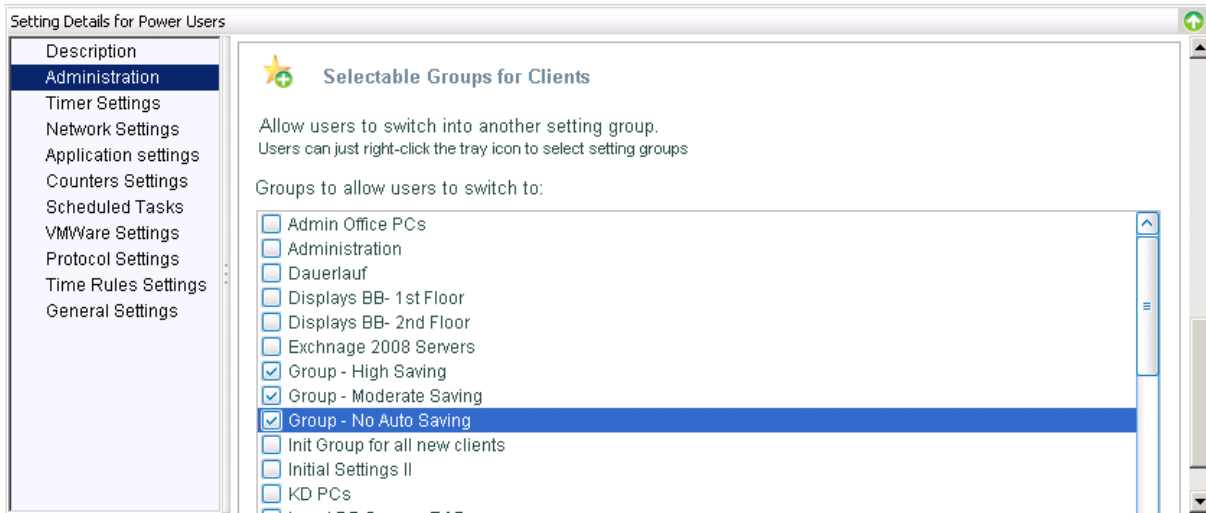 Setting Details for Power Users
Description
Administration
Timer Settings
Network Settings
Application settings
Counters Settings
Scheduled Tasks
VMWare Settings
Protocol Settings
Time Rules Settings
General Settings
Selectable Groups for Clients
Allow users to switch into another setting group.
Users can just right-click the tray icon to select setting groups
Groups to allow users to switch to:
Admin Office PCs
Administration
Dauerlauf
Displays BB- 1st Floor
Displays BB- 2nd Floor
Exchnage 2008 Servers
Group - High Saving
Group - Moderate Saving
Group - No Auto Saving
Init Group for all new clients
Initial Settings II
KD PCs